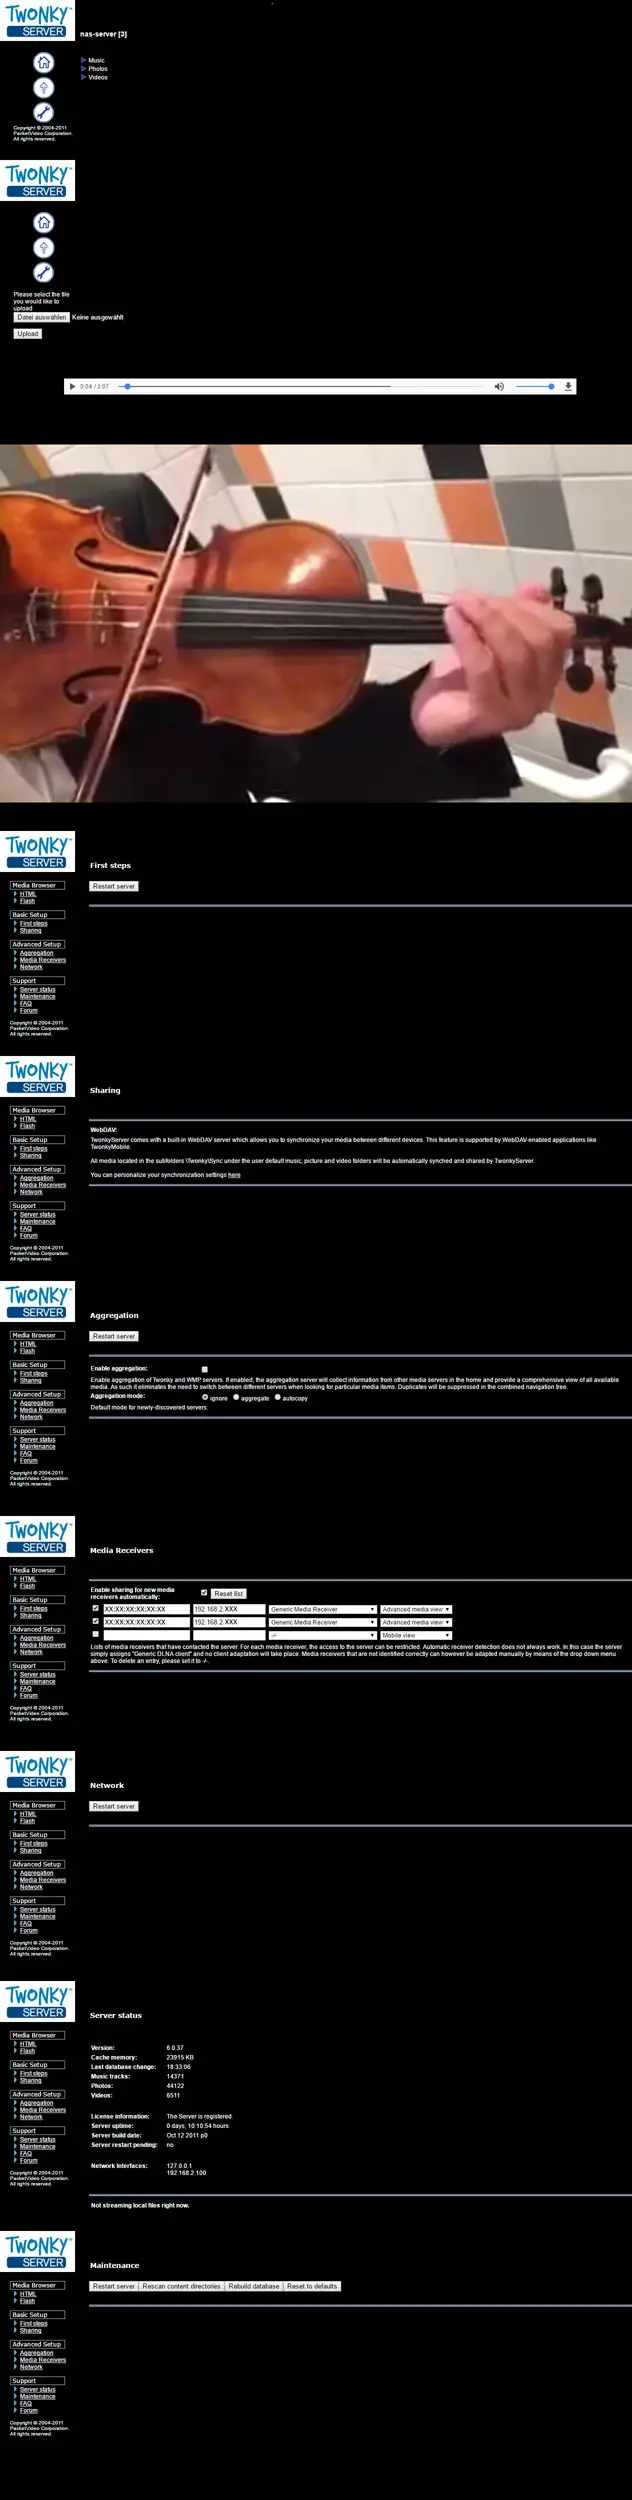 TWONKY™
SERVER
nas-server [3]
Music
Photos
Videos
Copyright © 2004-2011
PacketVideo Corporation.
All rights reserved.
TWONKY™
SERVER
Please select the file
you would like to
upload
Datei auswählen Keine ausgewählt
Upload
0:04 / 3:07
TWONKY™
SERVER
First steps
Restart server
Media Browser
HTML
Flash
Basic Setup
First steps
Sharing
Advanced Setup
Aggregation
Media Receivers
Network
Support
Server status
Maintenance
FAQ
Forum
Copyright © 2004-2011
PacketVideo Corporation.
All rights reserved.
TWONKY™
SERVER
Sharing
Media Browser
HTML
Flash
Basic Setup
First steps
Sharing
Advanced Setup
Aggregation
Media Receivers
Network
Support
Server status
Maintenance
FAQ
Forum
Copyright © 2004-2011
PacketVideo Corporation.
All rights reserved.
WebDAV:
TwonkyServer comes with a built-in WebDAV server which allows you to synchronize your media between different devices. This feature is supported by WebDAV-enabled applications like
TwonkyMobile.
All media located in the subfolders \Twonky\Sync under the user default music, picture and video folders will be automatically synched and shared by TwonkyServer.
You can personalize your synchronization settings here
TWONKY™
SERVER
Aggregation
Restart server
Media Browser
HTML
Flash
Basic Setup
First steps
Sharing
Advanced Setup
Aggregation
Media Receivers
Network
Support
Server status
Maintenance
FAQ
Forum
Copyright © 2004-2011
PacketVideo Corporation.
All rights reserved.
Enable aggregation:
Enable aggregation of Twonky and WMP servers. If enabled, the aggregation server will collect information from other media servers in the home and provide a comprehensive view of all available
media. As such it eliminates the need to switch between different servers when looking for particular media items. Duplicates will be suppressed in the combined navigation tree.
Aggregation mode: ignore aggregate autocopy
Default mode for newly-discovered servers.
TWONKY™
SERVER
Media Receivers
Media Browser
HTML
Flash
Basic Setup
First steps
Sharing
Advanced Setup
Aggregation
Media Receivers
Network
Support
Server status
Maintenance
FAQ
Forum
Copyright © 2004-2011
PacketVideo Corporation.
All rights reserved.
Enable sharing for new media
receivers automatically: Reset list
XX:XX:XX:XX:XX:XX 192.168.2.XXX Generic Media Receiver Advanced media view
XX:XX:XX:XX:XX:XX 192.168.2.XXX Generic Media Receiver Advanced media view
-/- Mobile view
Lists of media receivers that have contacted the server. For each media receiver, the access to the server can be restricted. Automatic receiver detection does not always work. In this case the server
simply assigns "Generic DLNA client" and no client adaptation will take place. Media receivers that are not identified correctly can however be adapted manually by means of the drop down menu
above. To delete an entry, please set it to -/-.
TWONKY™
SERVER
Network
Restart server
Media Browser
HTML
Flash
Basic Setup
First steps
Sharing
Advanced Setup
Aggregation
Media Receivers
Network
Support
Server status
Maintenance
FAQ
Forum
Copyright © 2004-2011
PacketVideo Corporation.
All rights reserved.
TWONKY™
SERVER
Server status
Media Browser
HTML
Flash
Basic Setup
First steps
Sharing
Advanced Setup
Aggregation
Media Receivers
Network
Support
Server status
Maintenance
FAQ
Forum
Copyright © 2004-2011
PacketVideo Corporation.
All rights reserved.
Version: 6.0.37
Cache memory: 23915 KB
Last database change: 18:33:06
Music tracks: 14371
Photos: 44122
Videos: 6511
License information: The Server is registered.
Server uptime: 0 days, 10:10:54 hours
Server build date: Oct 12 2011 p0
Server restart pending: no
Network Interfaces: 127.0.0.1
192.168.2.100
Not streaming local files right now.
TWONKY™
SERVER
Maintenance
Restart server Rescan content directories Rebuild database Reset to defaults
Media Browser
HTML
Flash
Basic Setup
First steps
Sharing
Advanced Setup
Aggregation
Media Receivers
Network
Support
Server status
Maintenance
FAQ
Forum
Copyright © 2004-2011
PacketVideo Corporation.
All rights reserved.